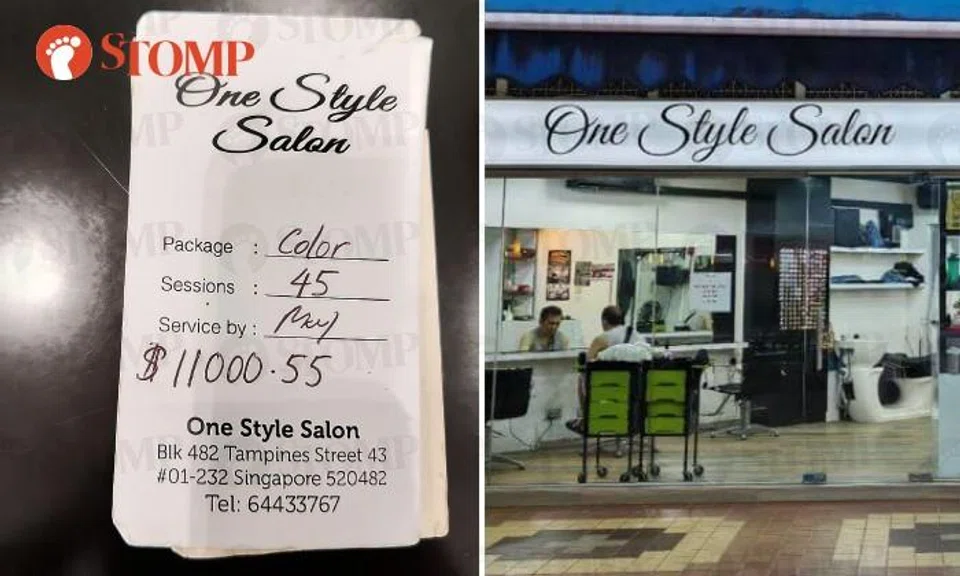 STOMP
One Style
Salon
Package : Color
Sessions : 45
Service by : May
$11000.55
One Style Salon
Blk 482 Tampines Street 43
#01-232 Singapore 520482
Tel: 64433767
One Style Salon